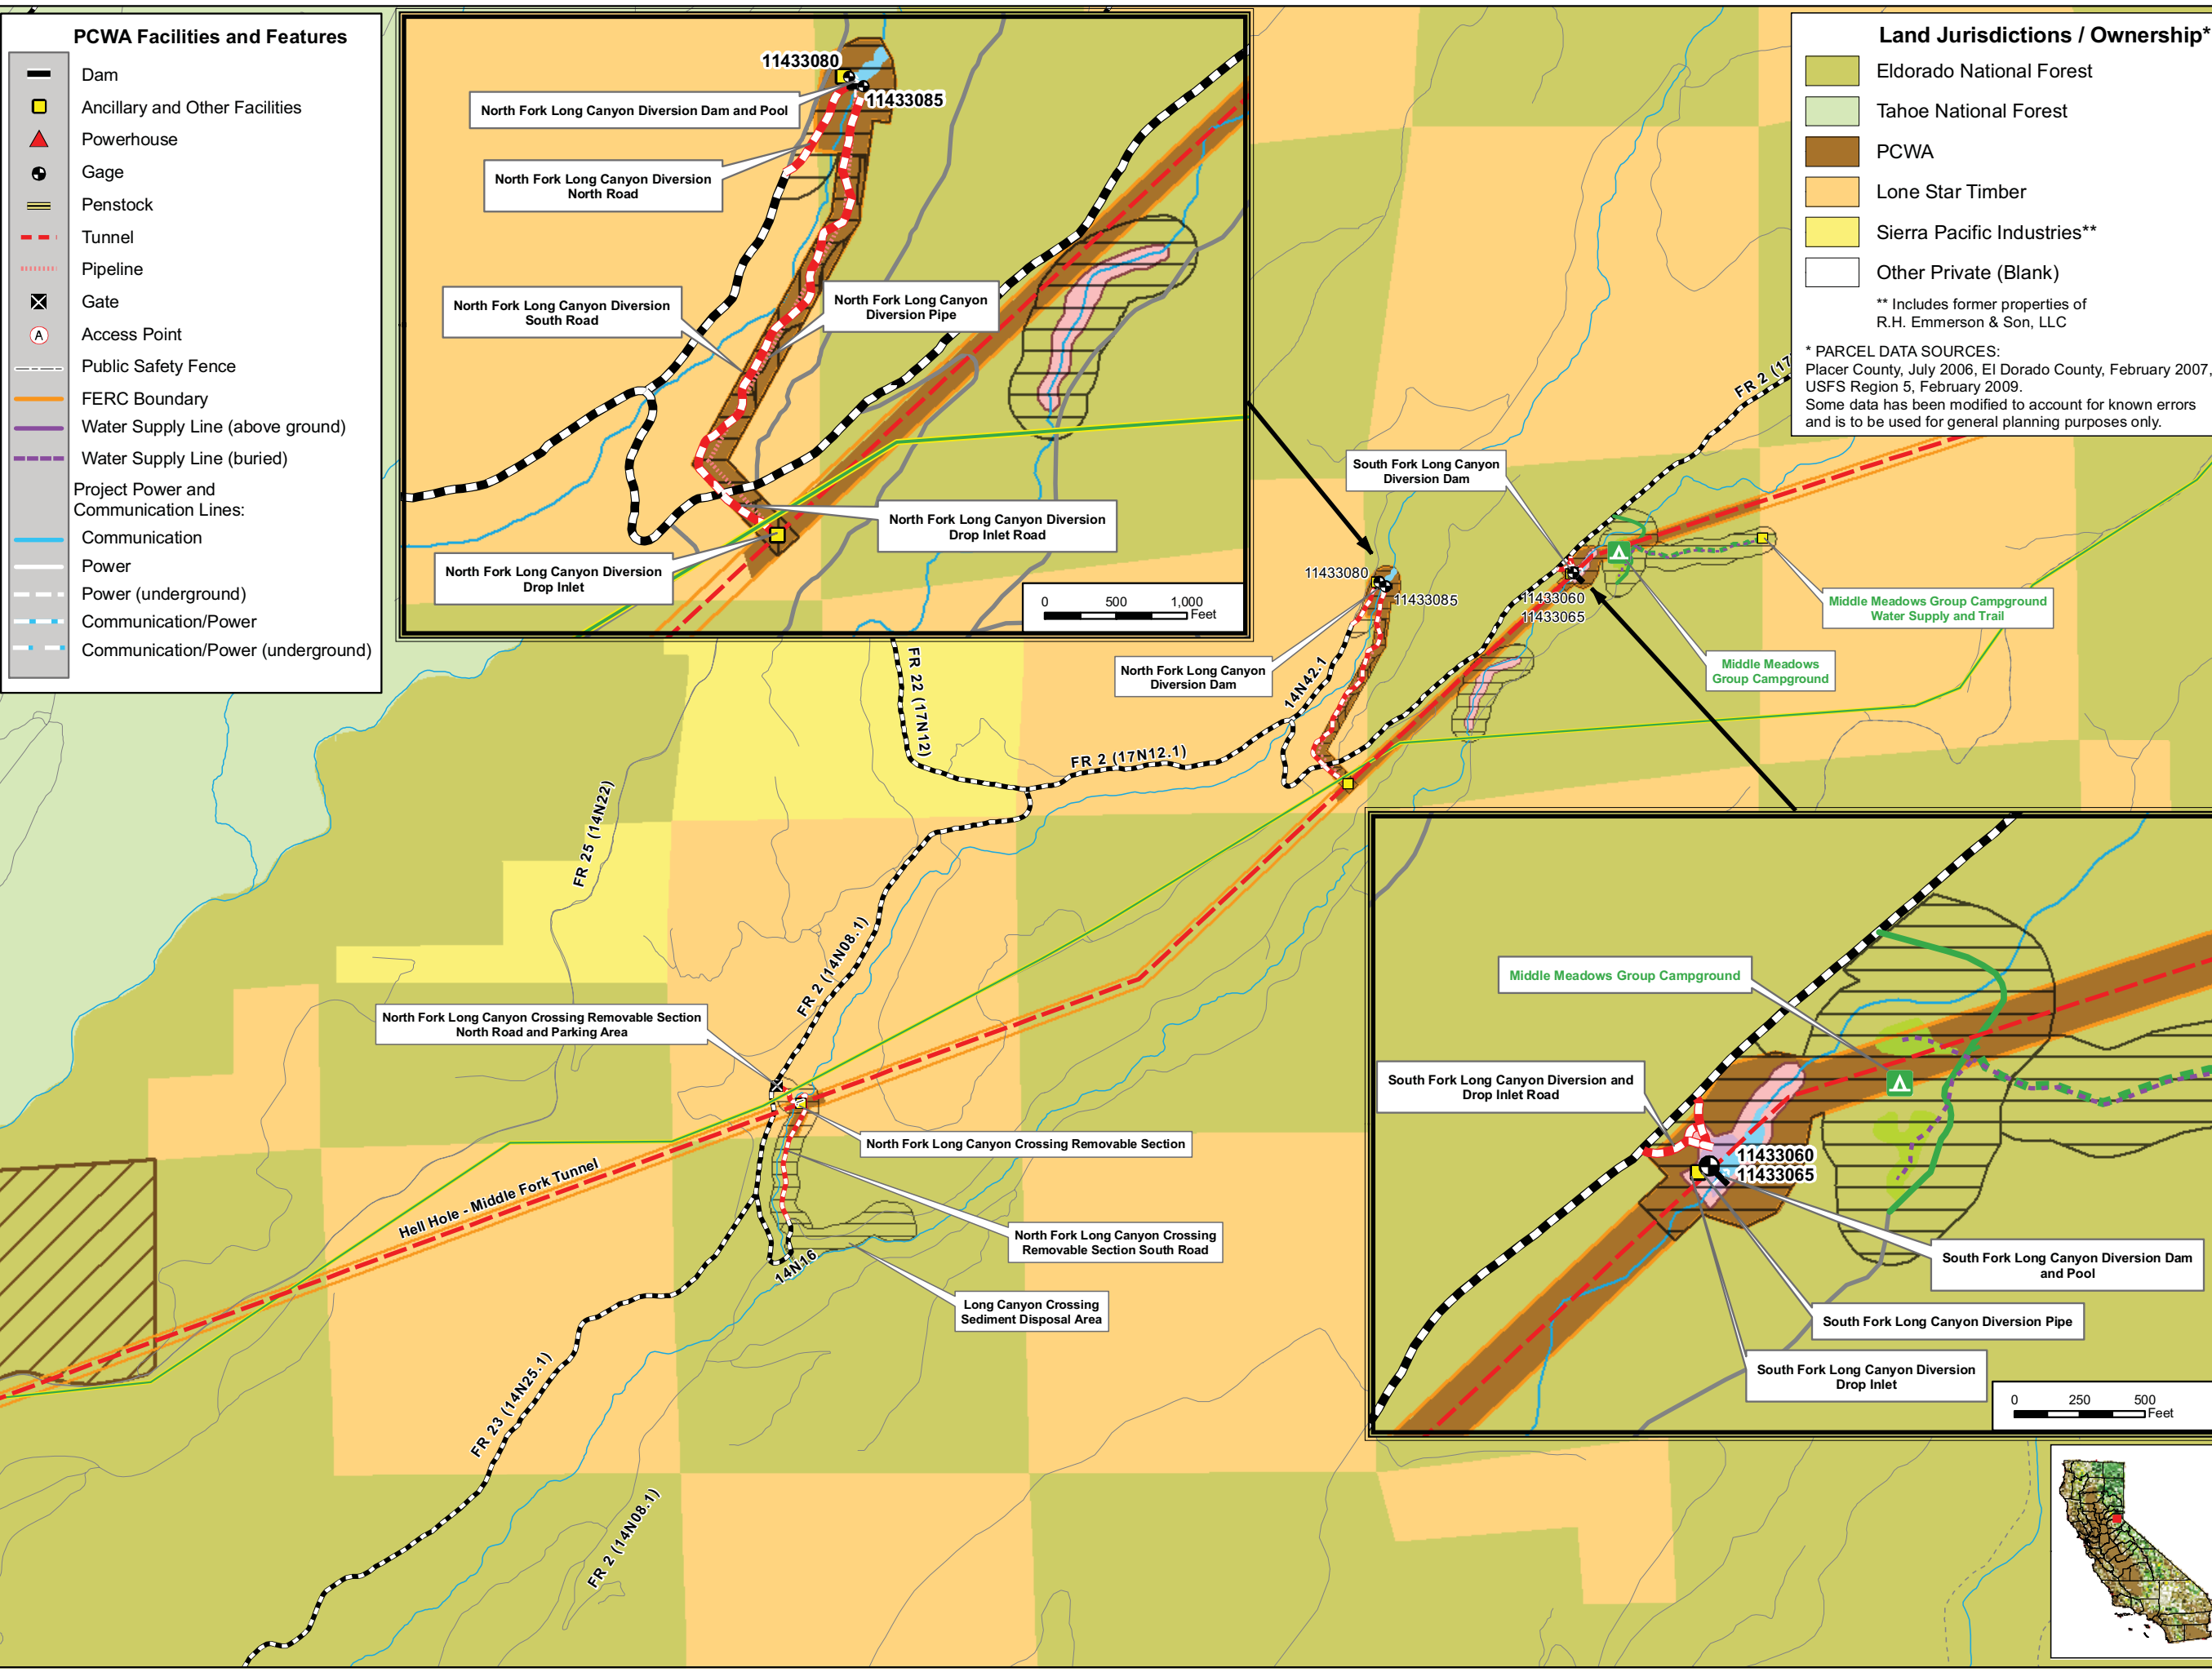 PCWA Facilities and Features
Dam
Ancillary and Other Facilities
Powerhouse
Gage
Penstock
Tunnel
Pipeline
Gate
A
Access Point
Public Safety Fence
FERC Boundary
Water Supply Line (above ground)
Water Supply Line (buried)
Project Power and
Communication Lines:
Communication
Power
Power (underground)
Communication/Power
Communication/Power (underground)
11433080
11433085
North Fork Long Canyon Diversion Dam and Pool
North Fork Long Canyon Diversion
North Road
North Fork Long Canyon Diversion
South Road
North Fork Long Canyon
Diversion Pipe
North Fork Long Canyon Diversion
Drop Inlet Road
North Fork Long Canyon Diversion
Drop Inlet
0 500 1,000
Feet
Land Jurisdictions / Ownership*
Eldorado National Forest
Tahoe National Forest
PCWA
Lone Star Timber
Sierra Pacific Industries**
Other Private (Blank)
** Includes former properties of
R.H. Emmerson & Son, LLC
* PARCEL DATA SOURCES:
Placer County, July 2006, El Dorado County, February 2007,
USFS Region 5, February 2009.
Some data has been modified to account for known errors
and is to be used for general planning purposes only.
FR 2 (17
South Fork Long Canyon
Diversion Dam
11433080
11433085
11433060
11433065
Middle Meadows Group Campground
Water Supply and Trail
Middle Meadows
Group Campground
North Fork Long Canyon
Diversion Dam
14N42.1
FR 22 (17N12)
FR 2 (17N12.1)
FR 25 (14N22)
FR 2 (14N08.1)
North Fork Long Canyon Crossing Removable Section
North Road and Parking Area
North Fork Long Canyon Crossing Removable Section
Hell Hole - Middle Fork Tunnel
North Fork Long Canyon Crossing
Removable Section South Road
14N16
Long Canyon Crossing
Sediment Disposal Area
FR 23 (14N25.1)
FR 2 (14N08.1)
Middle Meadows Group Campground
South Fork Long Canyon Diversion and
Drop Inlet Road
11433060
11433065
South Fork Long Canyon Diversion Dam
and Pool
South Fork Long Canyon Diversion Pipe
South Fork Long Canyon Diversion
Drop Inlet
0 250 500
Feet